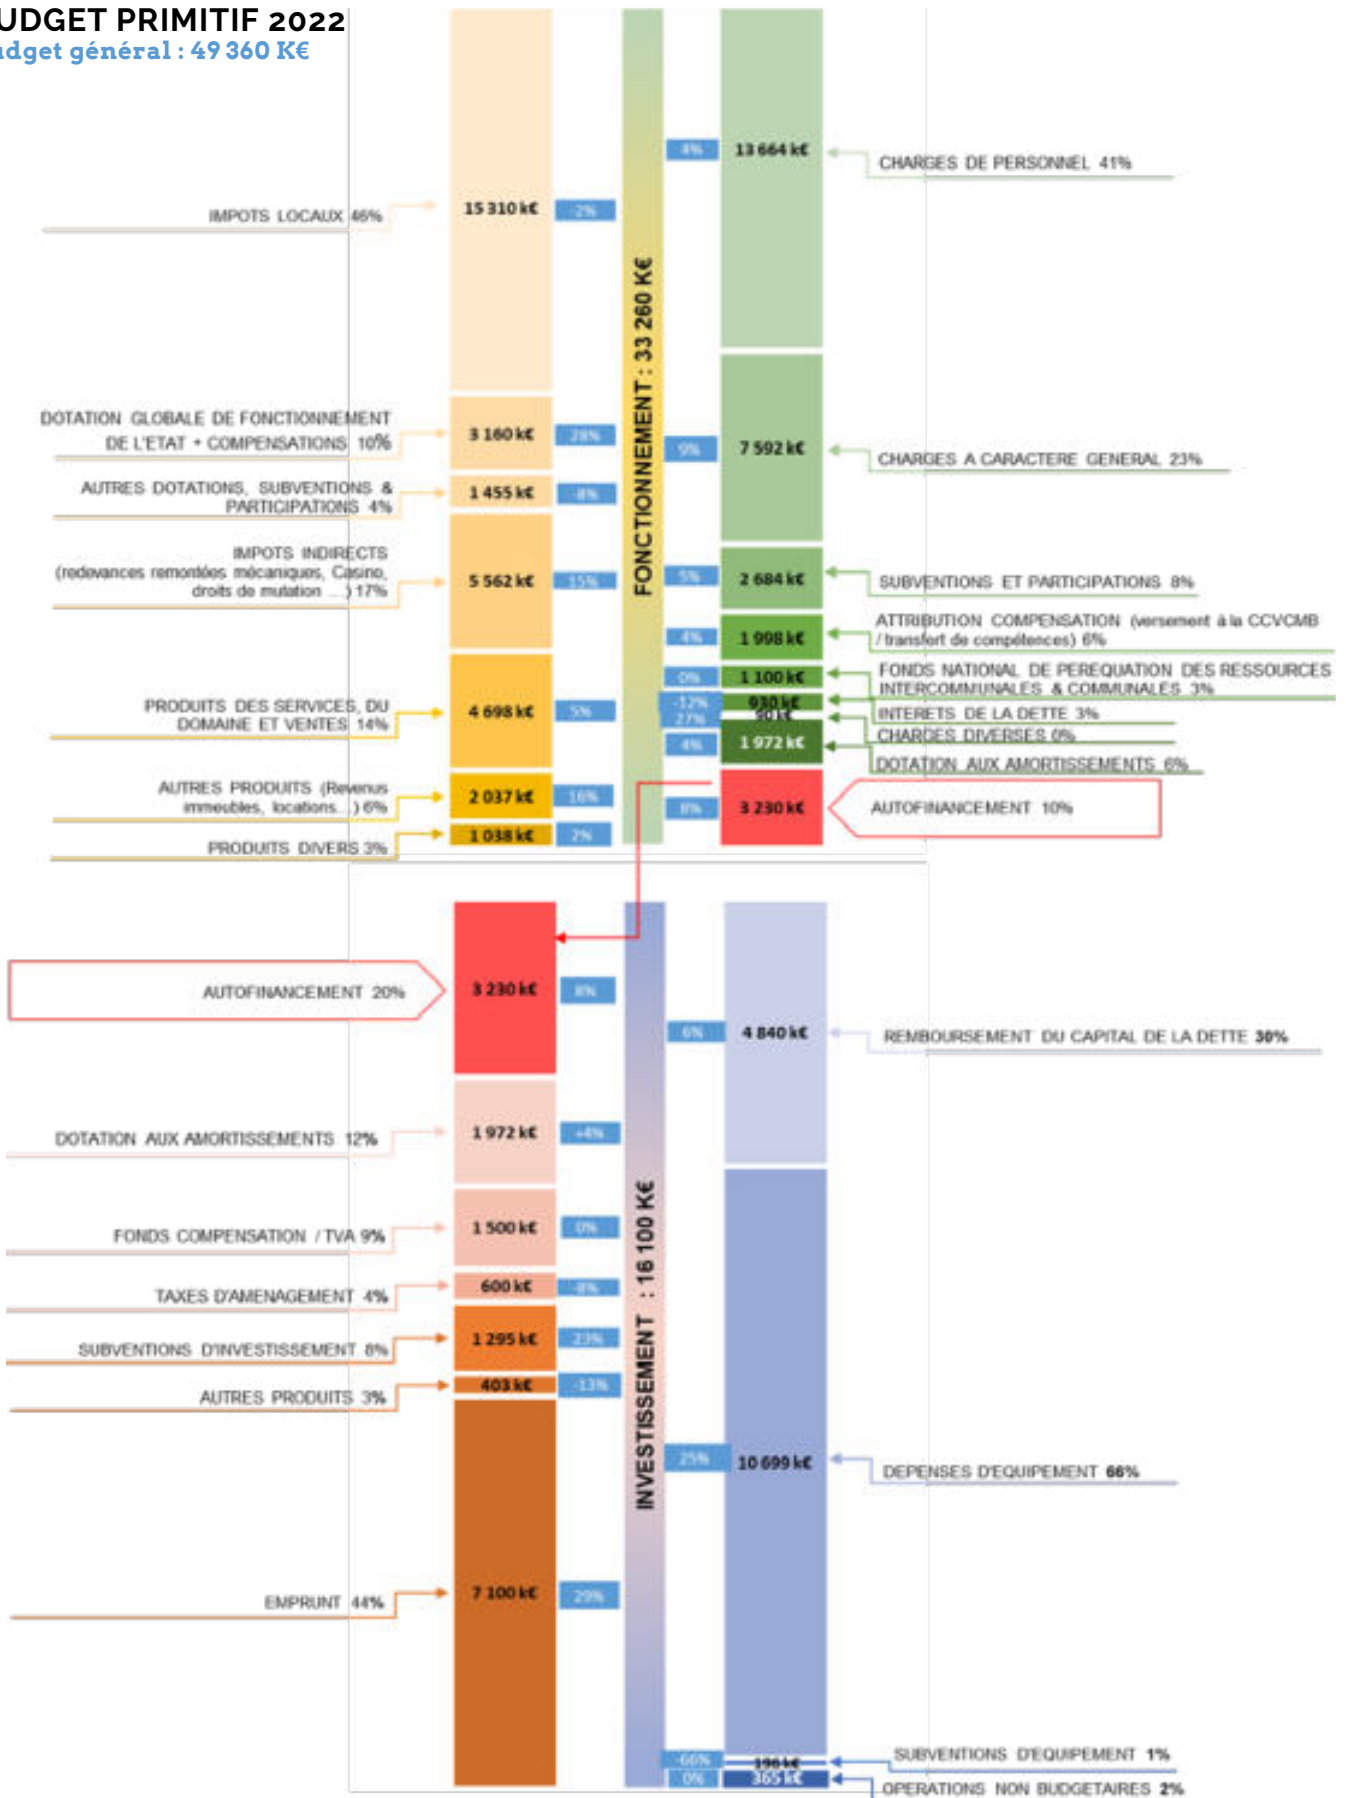 UDGET PRIMITIF 2022
udget général : 49 360 K€
IMPOTS LOCAUX 46%
15 310 k€
-2%
DOTATION GLOBALE DE FONCTIONNEMENT
DE L'ETAT + COMPENSATIONS 10%
3 160 k€
28%
AUTRES DOTATIONS, SUBVENTIONS &
PARTICIPATIONS 4%
1 455 k€
-8%
IMPOTS INDIRECTS
(redevances remontées mécaniques, Casino,
droits de mutation ...) 17%
5 562 k€
15%
PRODUITS DES SERVICES, DU
DOMAINE ET VENTES 14%
4 698 k€
5%
AUTRES PRODUITS (Revenus
immeubles, locations...) 6%
2 037 k€
16%
PRODUITS DIVERS 3%
1 038 k€
2%
FONCTIONNEMENT : 33 260 K€
4%
13 664 k€
CHARGES DE PERSONNEL 41%
9%
7 592 k€
CHARGES A CARACTERE GENERAL 23%
5%
2 684 k€
SUBVENTIONS ET PARTICIPATIONS 8%
4%
1 998 k€
ATTRIBUTION COMPENSATION (versement à la CCVCMB
/ transfert de compétences) 6%
0%
1 100 k€
FONDS NATIONAL DE PEREQUATION DES RESSOURCES
INTERCOMMUNALES & COMMUNALES 3%
-12%
930 k€
INTERETS DE LA DETTE 3%
27%
90 k€
CHARGES DIVERSES 0%
4%
1 972 k€
DOTATION AUX AMORTISSEMENTS 6%
8%
3 230 k€
AUTOFINANCEMENT 10%
AUTOFINANCEMENT 20%
3 230 k€
8%
DOTATION AUX AMORTISSEMENTS 12%
1 972 k€
+4%
FONDS COMPENSATION / TVA 9%
1 500 k€
0%
TAXES D'AMENAGEMENT 4%
600 k€
-8%
SUBVENTIONS D'INVESTISSEMENT 8%
1 295 k€
23%
AUTRES PRODUITS 3%
403 k€
-13%
EMPRUNT 44%
7 100 k€
29%
INVESTISSEMENT : 16 100 K€
6%
4 840 k€
REMBOURSEMENT DU CAPITAL DE LA DETTE 30%
25%
10 699 k€
DEPENSES D'EQUIPEMENT 66%
-66%
196 k€
SUBVENTIONS D'EQUIPEMENT 1%
0%
365 k€
OPERATIONS NON BUDGETAIRES 2%